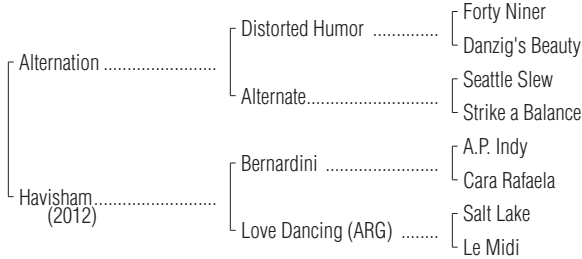 Forty Niner
Distorted Humor ..............
Danzig's Beauty
Alternation ........................
Seattle Slew
Alternate............................
Strike a Balance
A.P. Indy
Bernardini ........................
Cara Rafaela
Havisham..........................
(2012)
Salt Lake
Love Dancing (ARG) ........
Le Midi